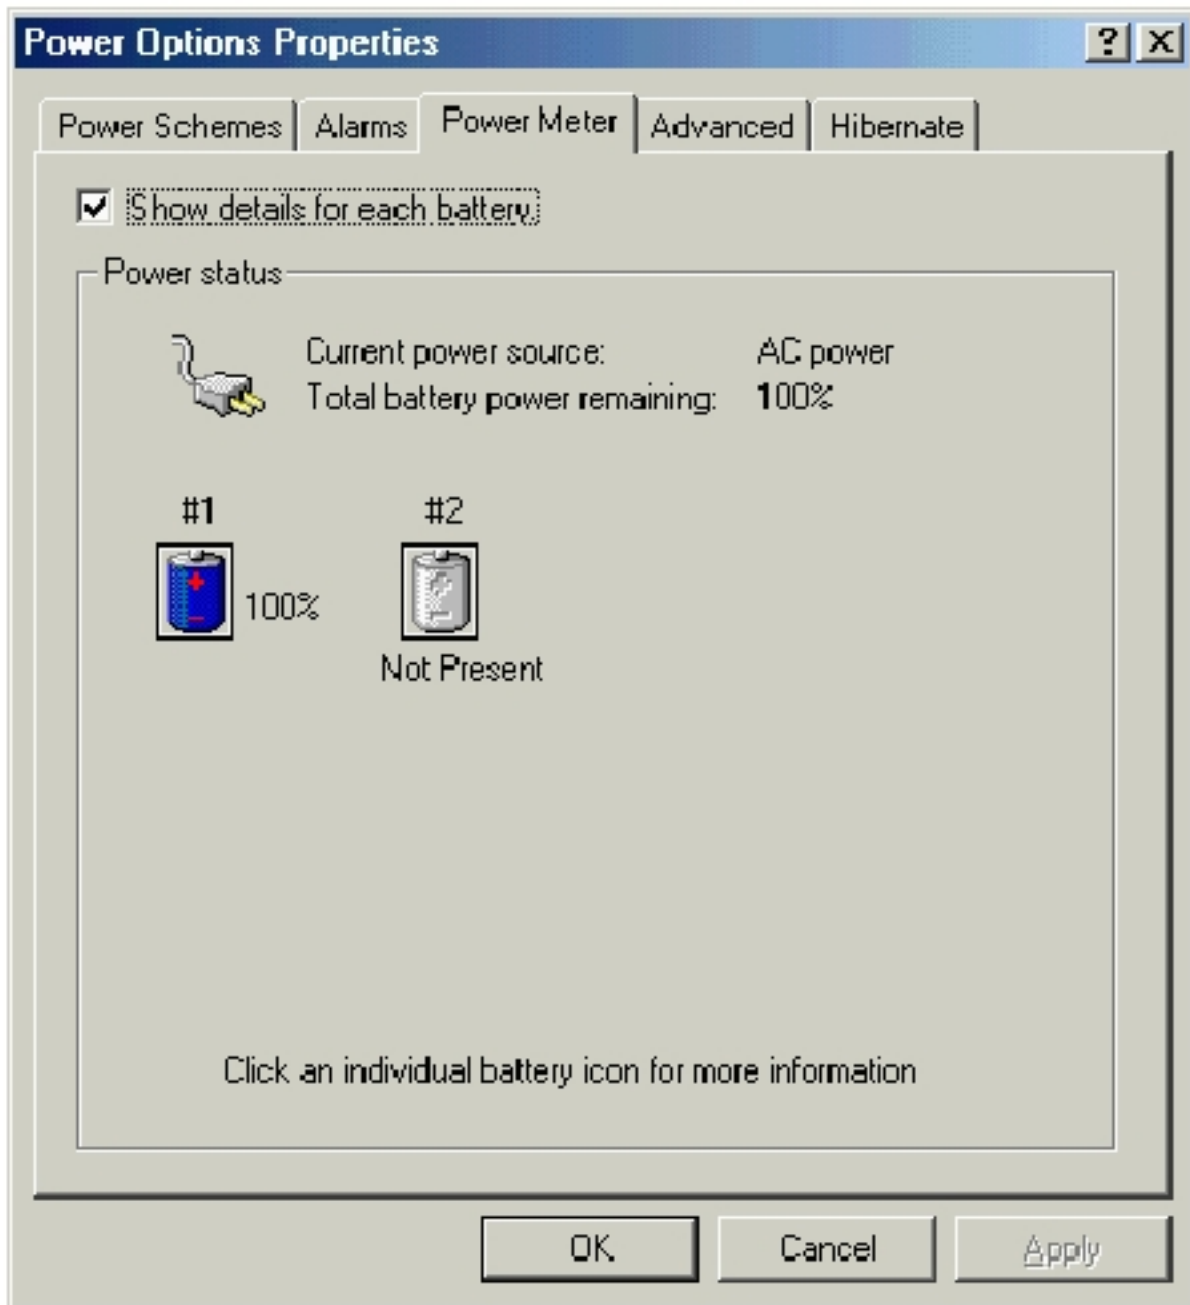 Power Options Properties
Power Schemes Alarms Power Meter Advanced Hibernate
Show details for each battery.
Power status
Current power source: AC power
Total battery power remaining: 100%
#1 #2
100%
Not Present
Click an individual battery icon for more information
OK Cancel Apply